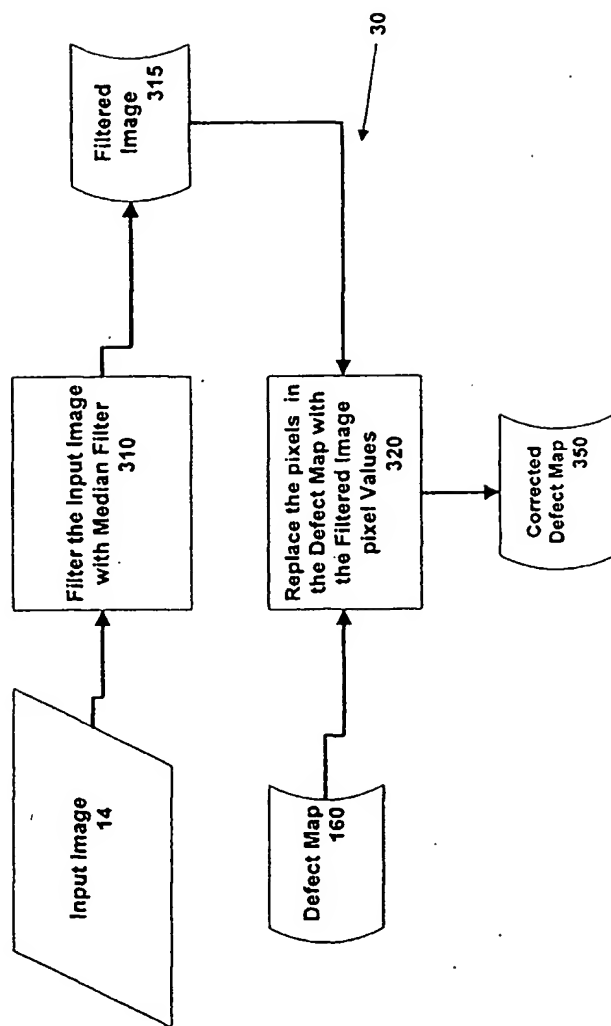 Input Image
14
Filter the Input Image
with Median Filter
310
Filtered
Image
315
30
Defect Map
160
Replace the pixels in
the Defect Map with
the Filtered Image
pixel Values
320
Corrected
Defect Map
350